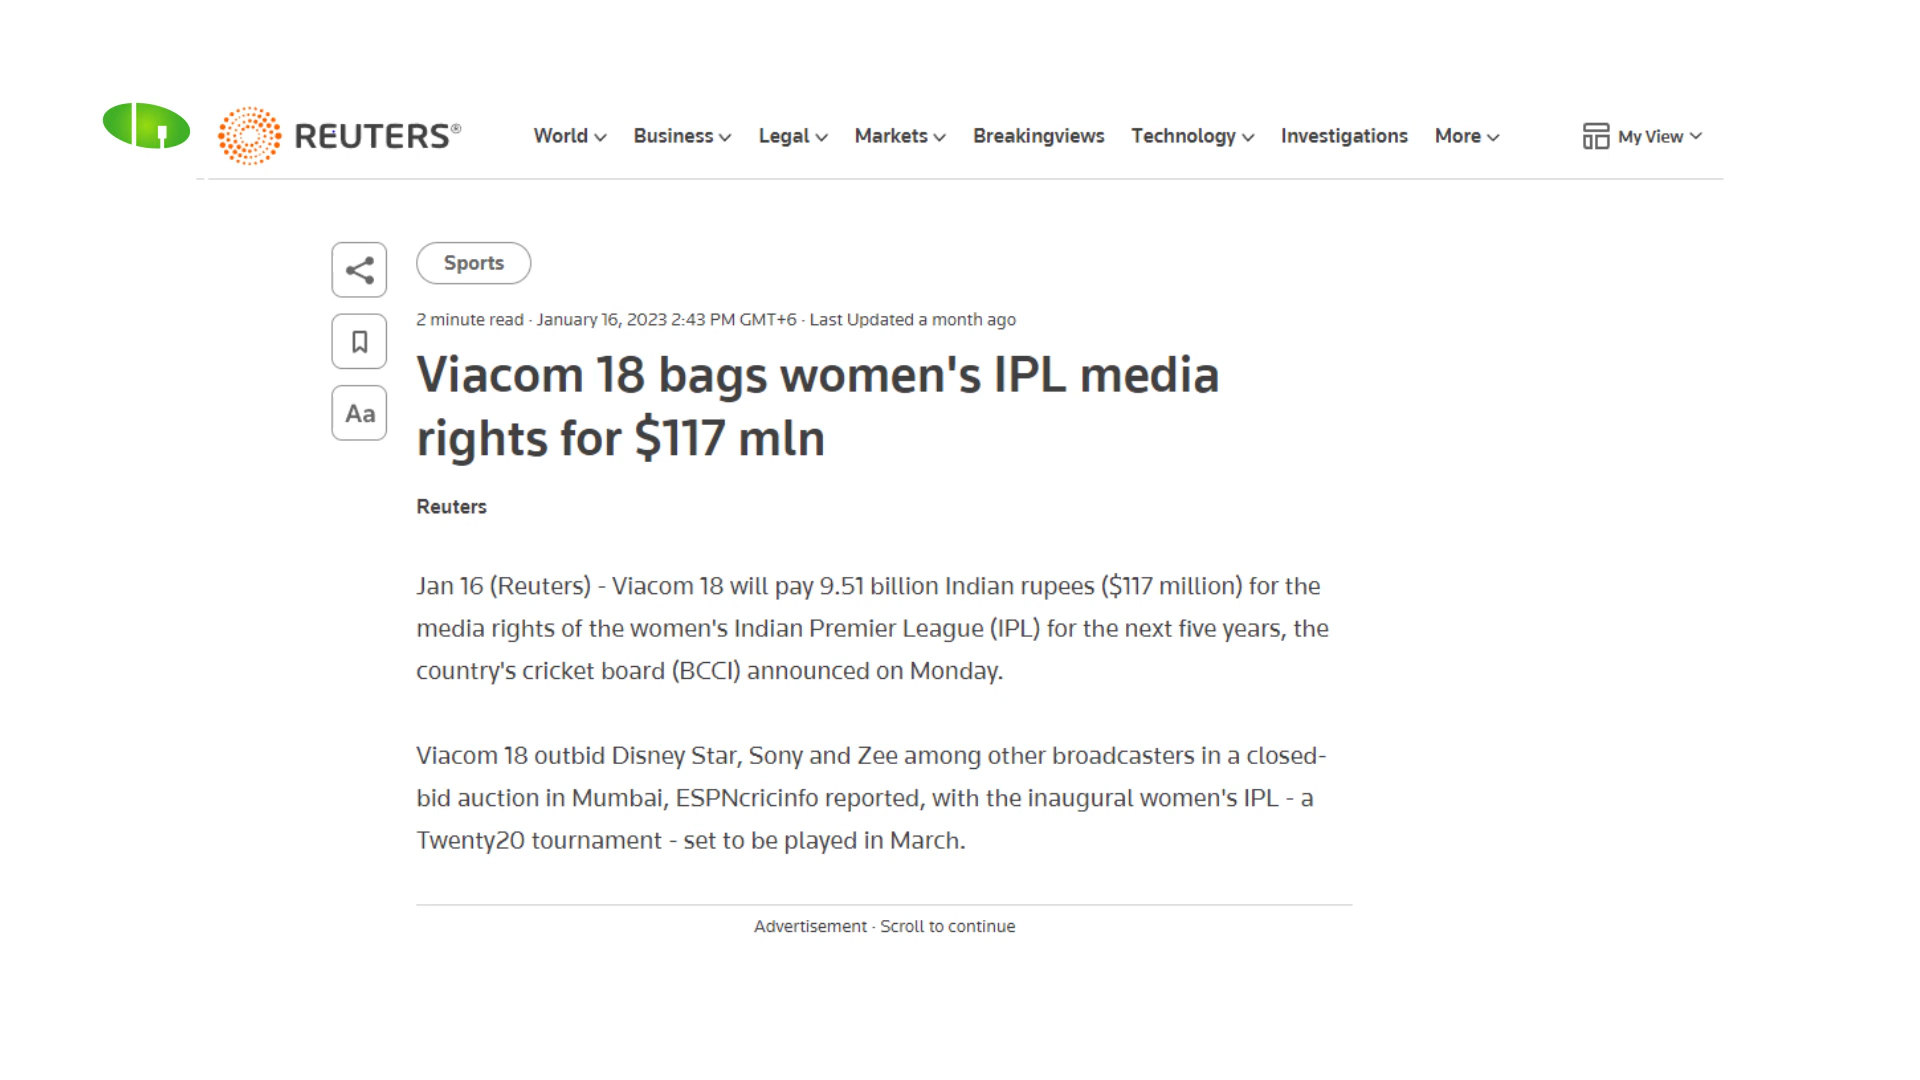 REUTERS®
World Business Legal Markets Breakingviews Technology Investigations More My View
Sports
2 minute read · January 16, 2023 2:43 PM GMT+6 · Last Updated a month ago
Aa
Viacom 18 bags women's IPL media
rights for $117 mln
Reuters
Jan 16 (Reuters) - Viacom 18 will pay 9.51 billion Indian rupees ($117 million) for the
media rights of the women's Indian Premier League (IPL) for the next five years, the
country's cricket board (BCCI) announced on Monday.
Viacom 18 outbid Disney Star, Sony and Zee among other broadcasters in a closed-
bid auction in Mumbai, ESPNcricinfo reported, with the inaugural women's IPL - a
Twenty20 tournament - set to be played in March.
Advertisement · Scroll to continue